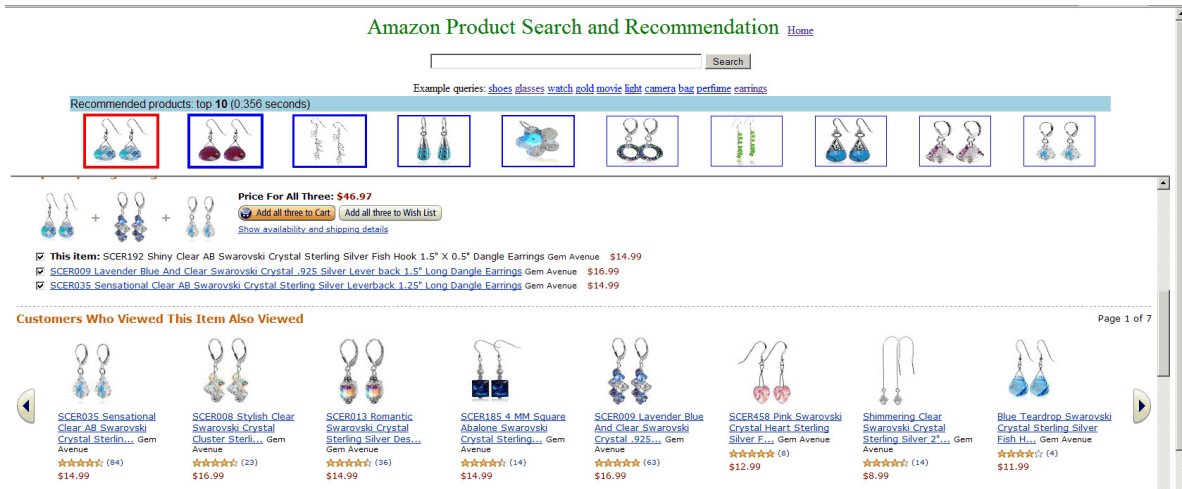 Amazon Product Search and Recommendation Home
Search
Example queries: shoes glasses watch gold movie light camera bag perfume earrings
Recommended products: top 10 (0.356 seconds)
Price For All Three: $46.97
Add all three to Cart Add all three to Wish List
Show availability and shipping details
This item: SCER192 Shiny Clear AB Swarovski Crystal Sterling Silver Fish Hook 1.5" X 0.5" Dangle Earrings Gem Avenue $14.99
SCER009 Lavender Blue And Clear Swarovski Crystal .925 Silver Lever back 1.5" Long Dangle Earrings Gem Avenue $16.99
SCER035 Sensational Clear AB Swarovski Crystal Sterling Silver Leverback 1.25" Long Dangle Earrings Gem Avenue $14.99
Customers Who Viewed This Item Also Viewed
Page 1 of 7
SCER035 Sensational
Clear AB Swarovski
Crystal Sterlin... Gem
Avenue
(84)
$14.99
SCER008 Stylish Clear
Swarovski Crystal
Cluster Sterli... Gem
Avenue
(23)
$16.99
SCER013 Romantic
Swarovski Crystal
Sterling Silver Des...
Gem Avenue
(36)
$14.99
SCER185 4 MM Square
Abalone Swarovski
Crystal Sterling... Gem
Avenue
(14)
$14.99
SCER009 Lavender Blue
And Clear Swarovski
Crystal .925... Gem
Avenue
(63)
$16.99
SCER458 Pink Swarovski
Crystal Heart Sterling
Silver F... Gem Avenue
(8)
$12.99
Shimmering Clear
Swarovski Crystal
Sterling Silver 2"... Gem
Avenue
(14)
$8.99
Blue Teardrop Swarovski
Crystal Sterling Silver
Fish H... Gem Avenue
(4)
$11.99